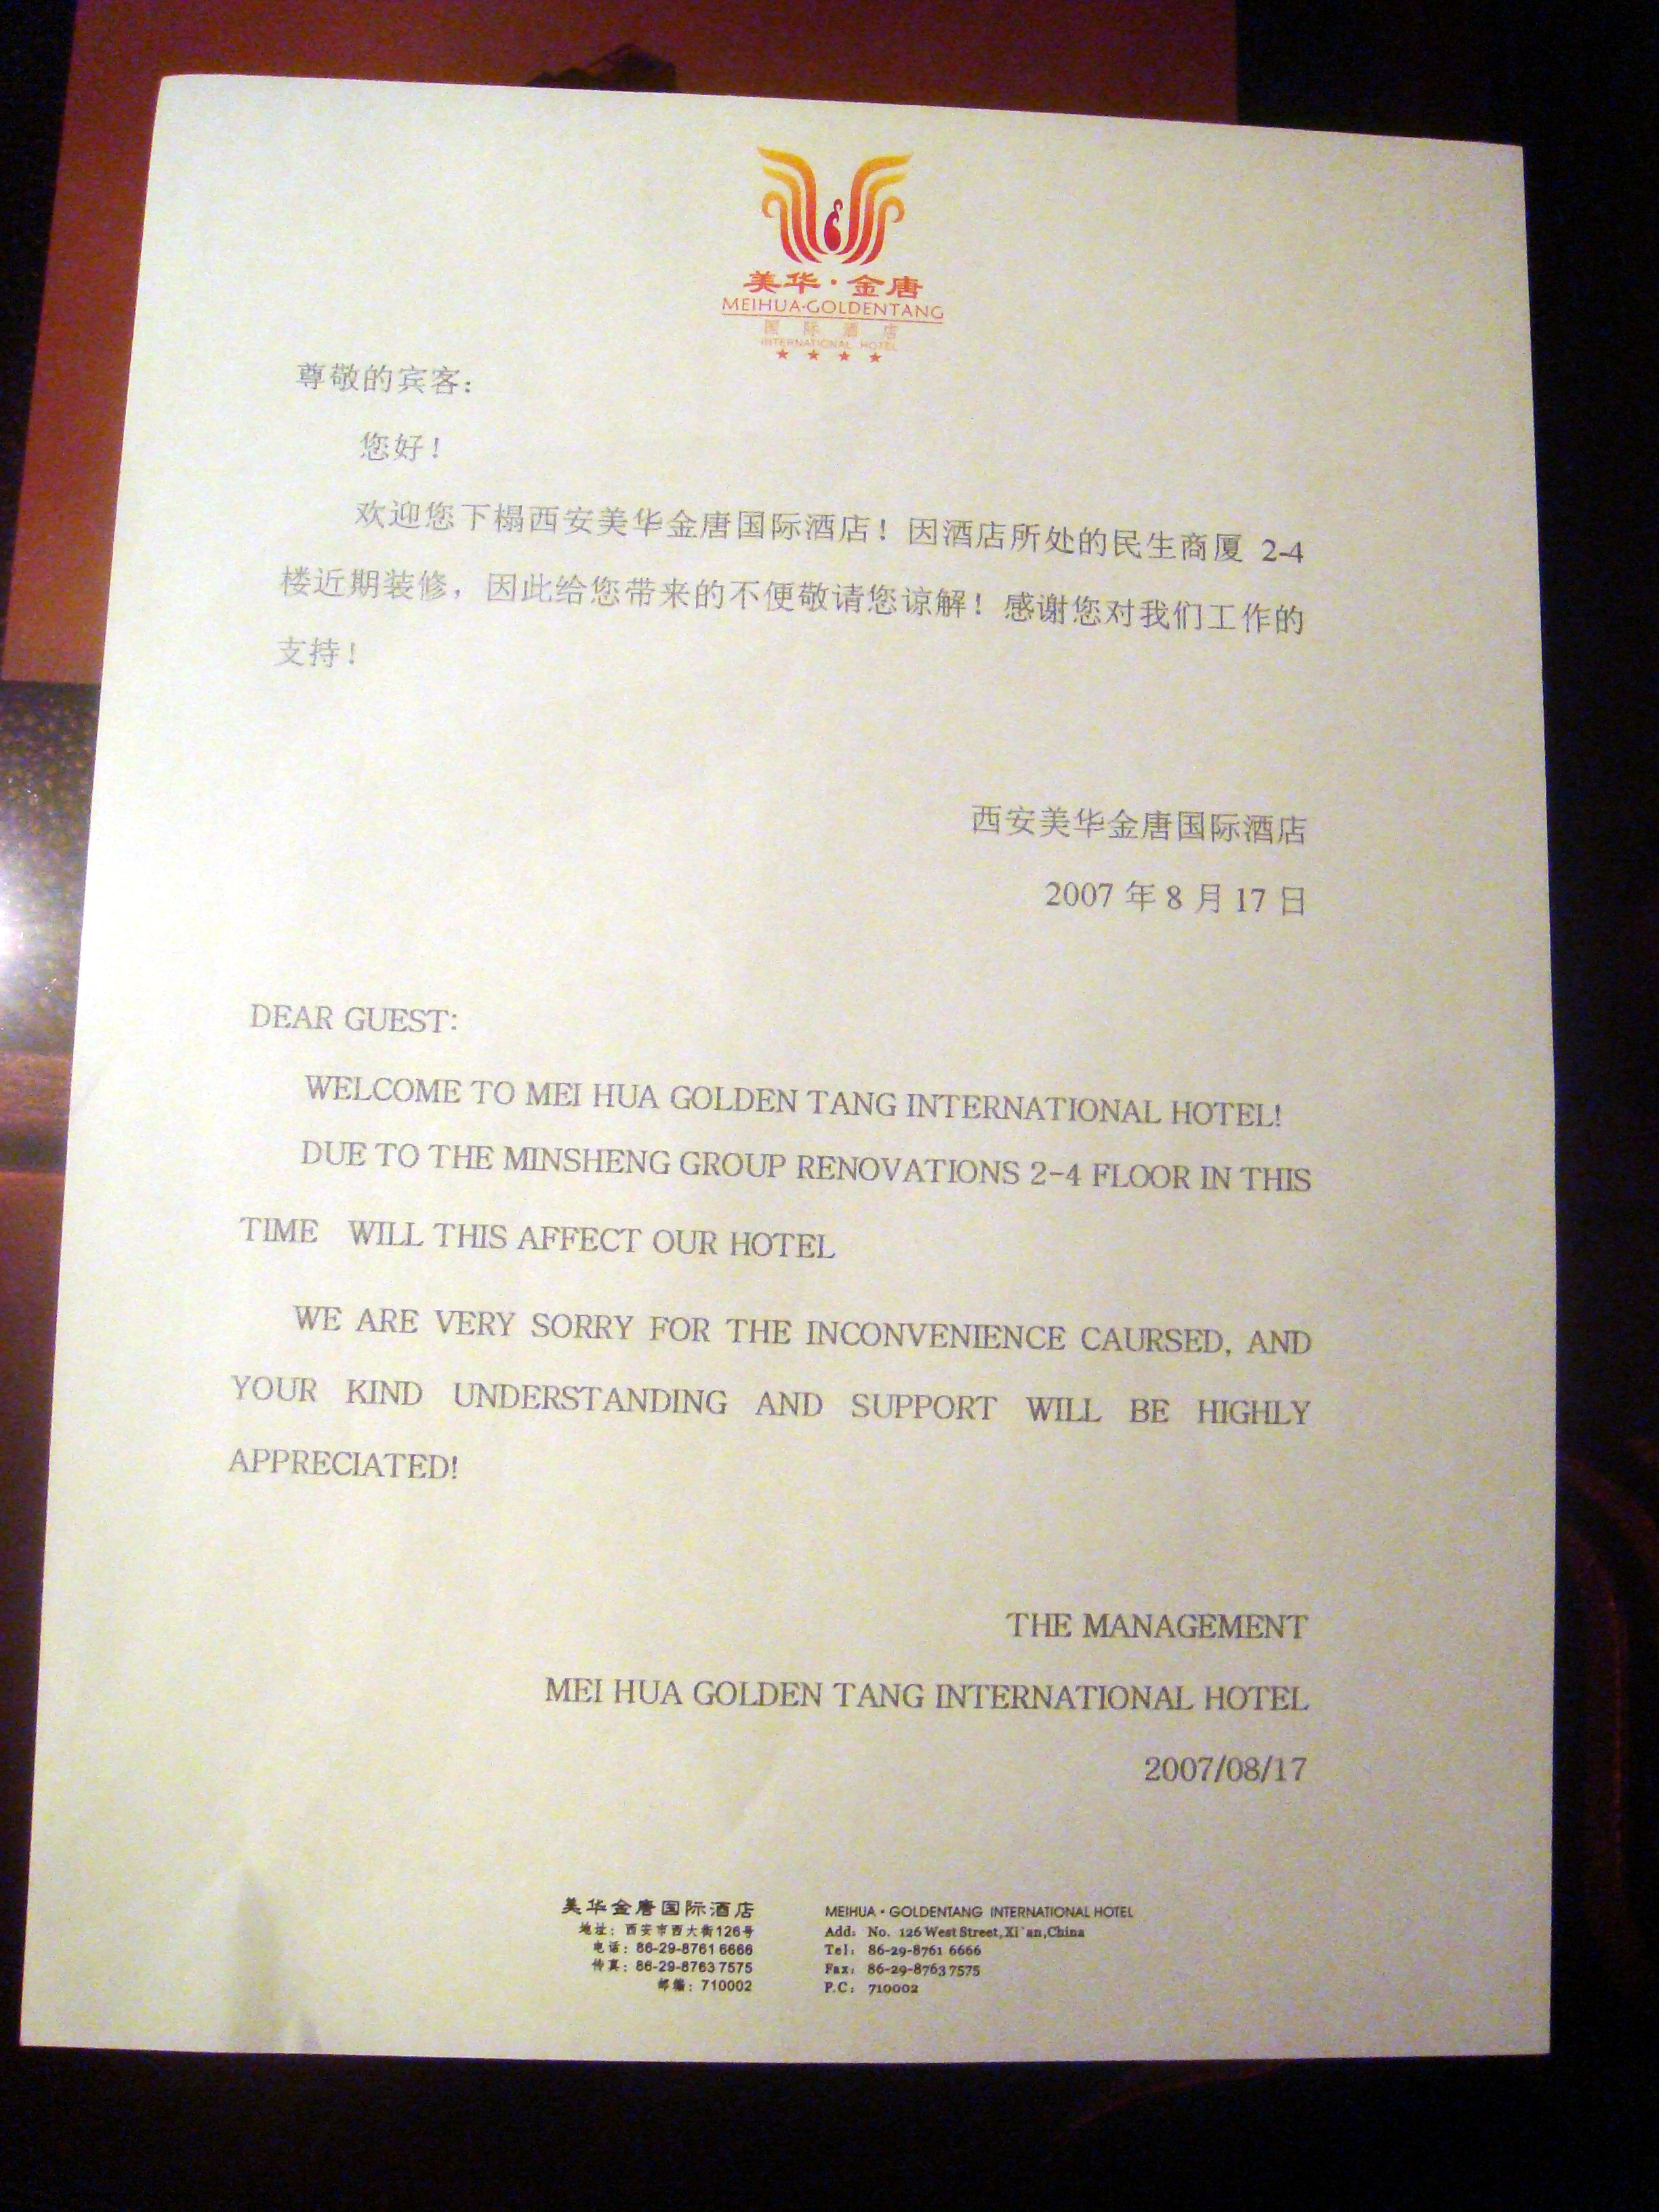 美华·金唐
MEIHUA·GOLDENTANG
国际酒店
INTERNATIONAL HOTEL
尊敬的宾客：
您好！
欢迎您下榻西安美华金唐国际酒店！因酒店所处的民生商厦 2-4
楼近期装修，因此给您带来的不便敬请您谅解！感谢您对我们工作的
支持！
西安美华金唐国际酒店
2007 年 8 月 17 日
DEAR GUEST:
WELCOME TO MEI HUA GOLDEN TANG INTERNATIONAL HOTEL!
DUE TO THE MINSHENG GROUP RENOVATIONS 2-4 FLOOR IN THIS
TIME WILL THIS AFFECT OUR HOTEL
WE ARE VERY SORRY FOR THE INCONVENIENCE CAURSED, AND
YOUR KIND UNDERSTANDING AND SUPPORT WILL BE HIGHLY
APPRECIATED!
THE MANAGEMENT
MEI HUA GOLDEN TANG INTERNATIONAL HOTEL
2007/08/17
美华金唐国际酒店
地址：西安市西大街126号
电话：86-29-8761 6666
传真：86-29-8763 7575
邮编：710002
MEIHUA·GOLDENTANG INTERNATIONAL HOTEL
Add: No. 126 West Street,Xi'an,China
Tel: 86-29-8761 6666
Fax: 86-29-8763 7575
P.C: 710002